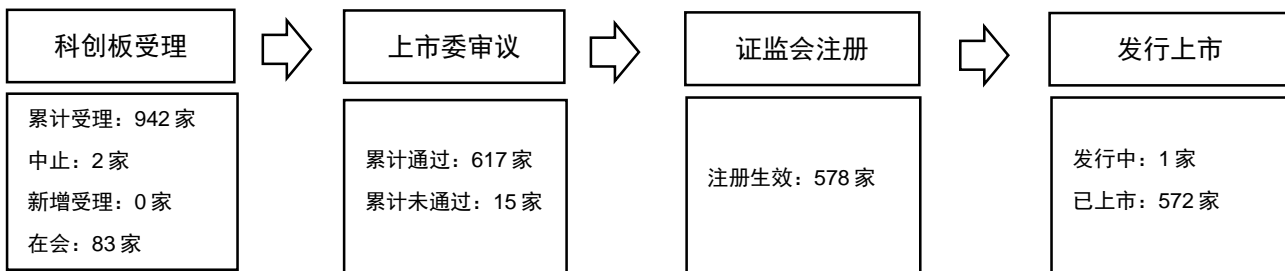 科创板受理
累计受理：942 家
中止：2 家
新增受理：0 家
在会：83 家
上市委审议
累计通过：617 家
累计未通过：15 家
证监会注册
注册生效：578 家
发行上市
发行中：1 家
已上市：572 家